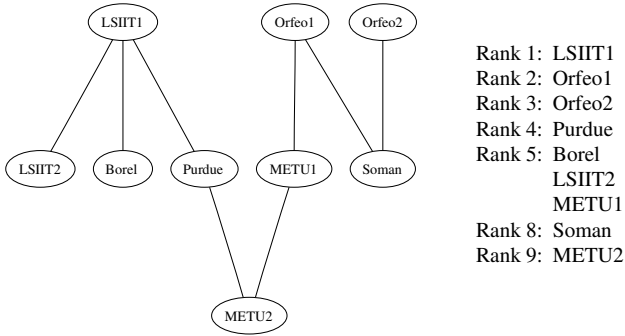 LSIIT1
Orfeo1
Orfeo2
LSIIT2
Borel
Purdue
METU1
Soman
METU2
Rank 1: LSIIT1
Rank 2: Orfeo1
Rank 3: Orfeo2
Rank 4: Purdue
Rank 5: Borel
LSIIT2
METU1
Rank 8: Soman
Rank 9: METU2